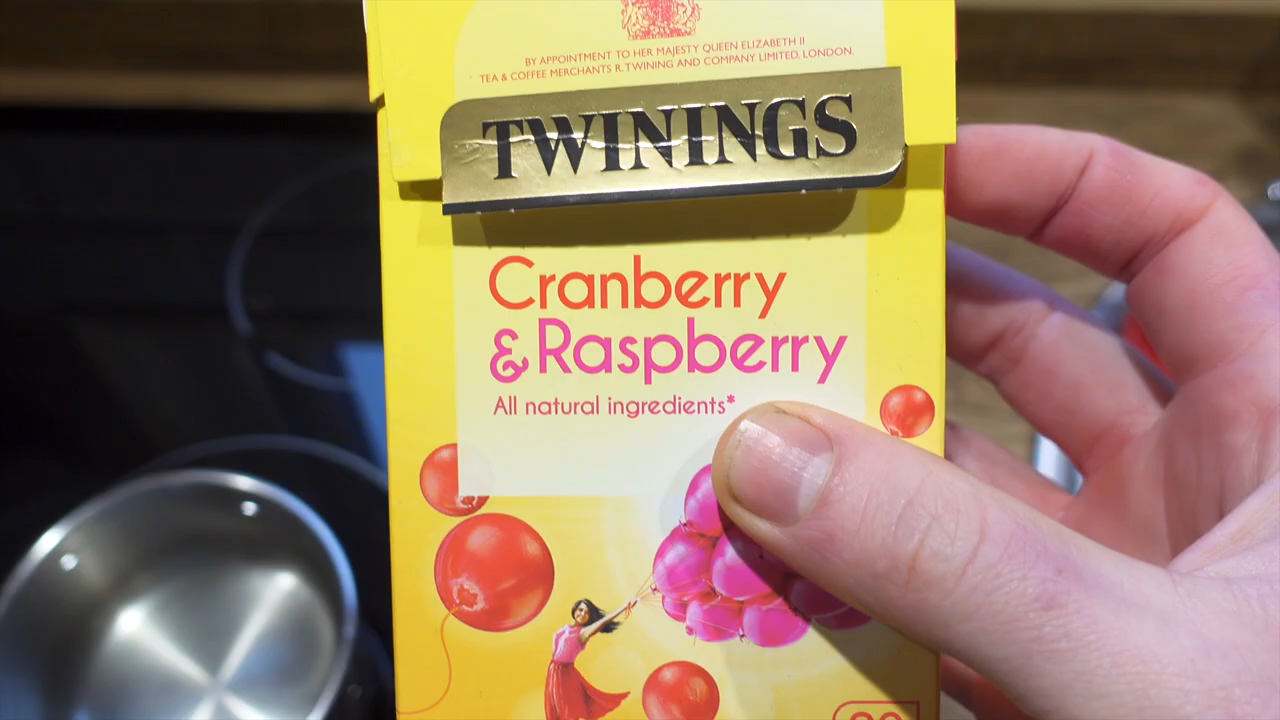 BY APPOINTMENT TO HER MAJESTY QUEEN ELIZABETH II
TEA & COFFEE MERCHANTS R. TWINING AND COMPANY LIMITED. LONDON.
TWININGS
Cranberry
& Raspberry
All natural ingredients*